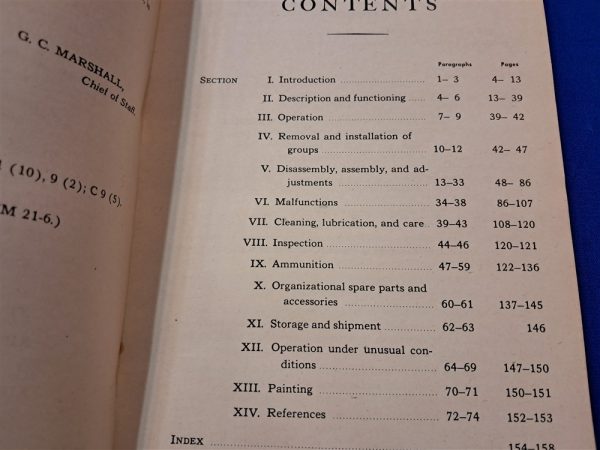 G. C. MARSHALL,
Chief of Staff.
(10), 9 (2); C 9 (5).
M 21-6.)
CONTENTS
Paragraphs Pages
SECTION I. Introduction 1– 3 4– 13
II. Description and functioning 4– 6 13– 39
III. Operation 7– 9 39– 42
IV. Removal and installation of
groups 10–12 42– 47
V. Disassembly, assembly, and ad-
justments 13–33 48– 86
VI. Malfunctions 34–38 86–107
VII. Cleaning, lubrication, and care 39–43 108–120
VIII. Inspection 44–46 120–121
IX. Ammunition 47–59 122–136
X. Organizational spare parts and
accessories 60–61 137–145
XI. Storage and shipment 62–63 146
XII. Operation under unusual con-
ditions 64–69 147–150
XIII. Painting 70–71 150–151
XIV. References 72–74 152–153
INDEX 154–158